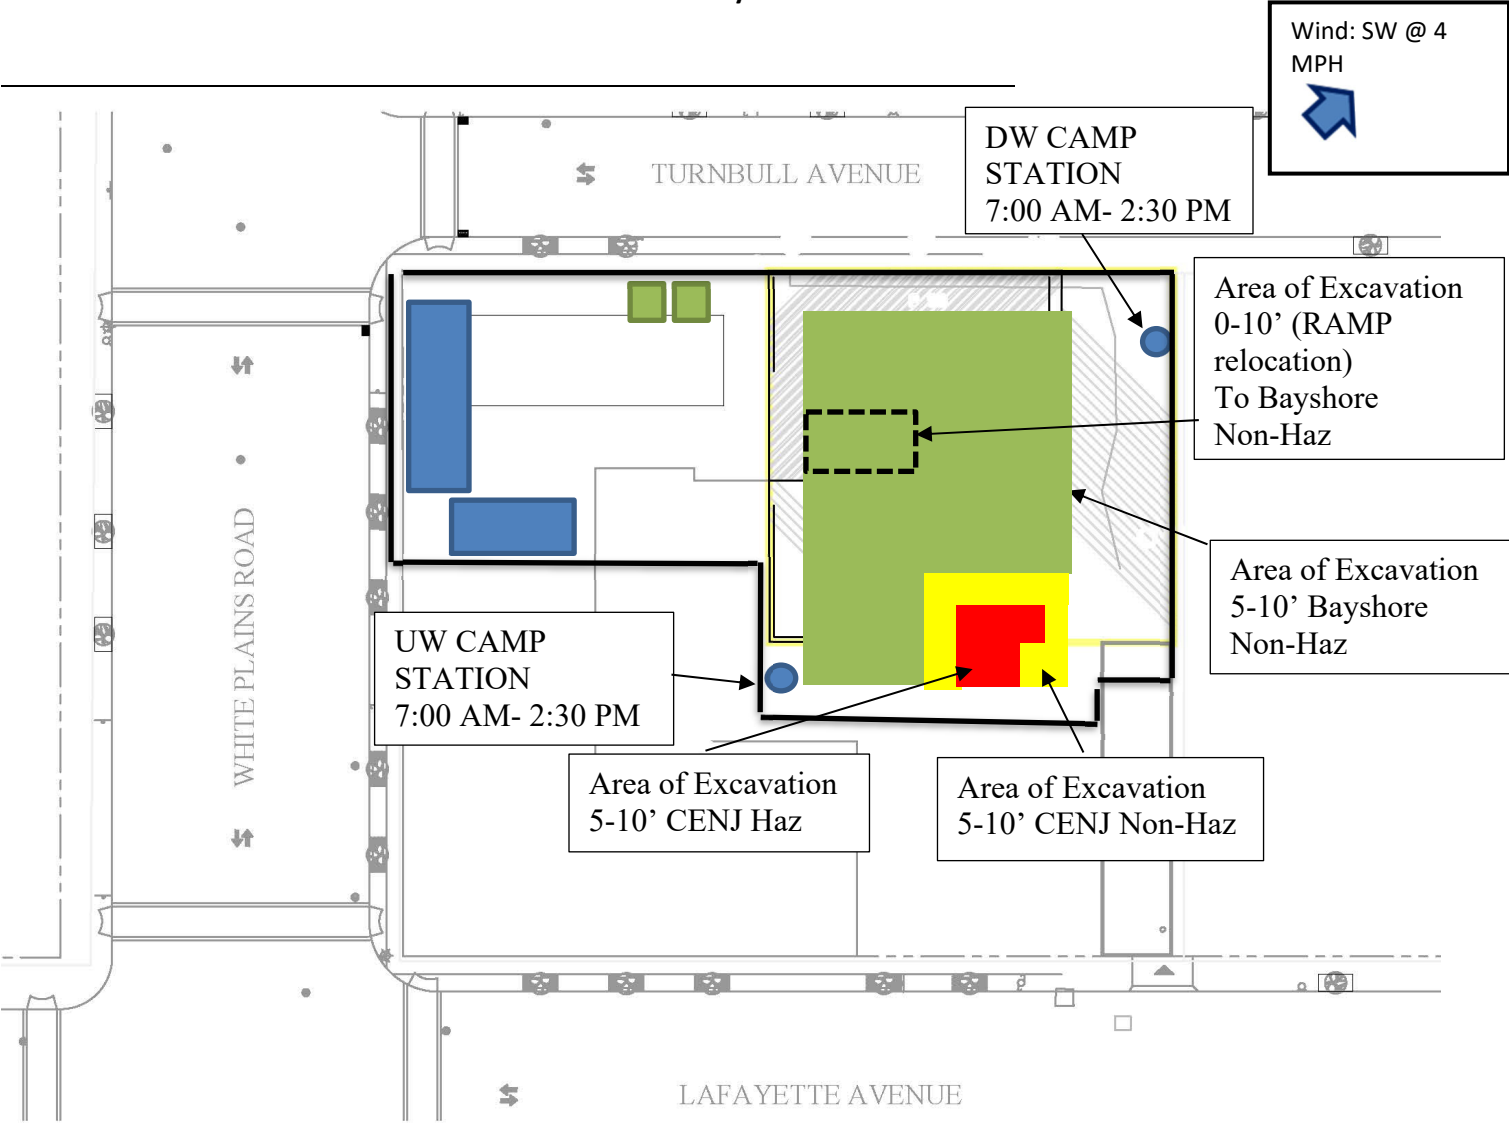 Wind: SW @ 4
MPH
TURNBULL AVENUE
DW CAMP
STATION
7:00 AM- 2:30 PM
Area of Excavation
0-10’ (RAMP
relocation)
To Bayshore
Non-Haz
WHITE PLAINS ROAD
Area of Excavation
5-10’ Bayshore
Non-Haz
UW CAMP
STATION
7:00 AM- 2:30 PM
Area of Excavation
5-10’ CENJ Haz
Area of Excavation
5-10’ CENJ Non-Haz
LAFAYETTE AVENUE